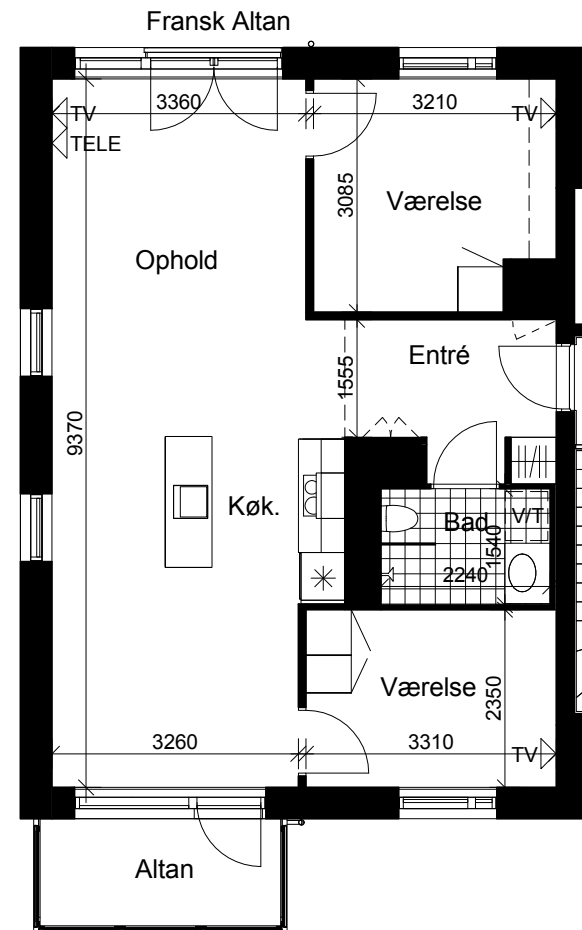 Fransk Altan
3360
3210
TV
TV
TELE
3085
Værelse
Ophold
Entré
1555
9370
Køk.
Bad
V/T
1540
2240
Værelse
2350
3260
3310
TV
Altan